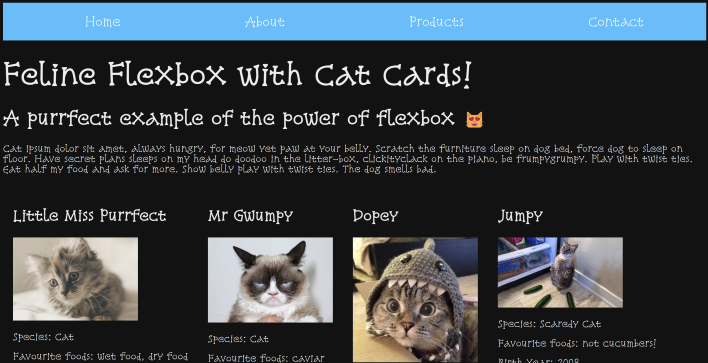 Home About Products Contact
Feline Flexbox with Cat Cards!
A purrfect example of the power of flexbox 😻
Cat ipsum dolor sit amet, always hungry, for meow yet paw at your belly. Scratch the furniture sleep on dog bed, force dog to sleep on
floor. Have secret plans sleeps on my head do doodoo in the litter-box, clickityclack on the piano, be frumpygrumpy. Play with twist ties.
Eat half my food and ask for more. Show belly play with twist ties. The dog smells bad.
Little Miss Purrfect
Species: Cat
Favourite foods: wet food, dry food
Mr Gwumpy
Species: Cat
Favourite foods: caviar
Dopey
Jumpy
Species: Scaredy Cat
Favourite foods: not cucumbers!
Birth Year: 2008